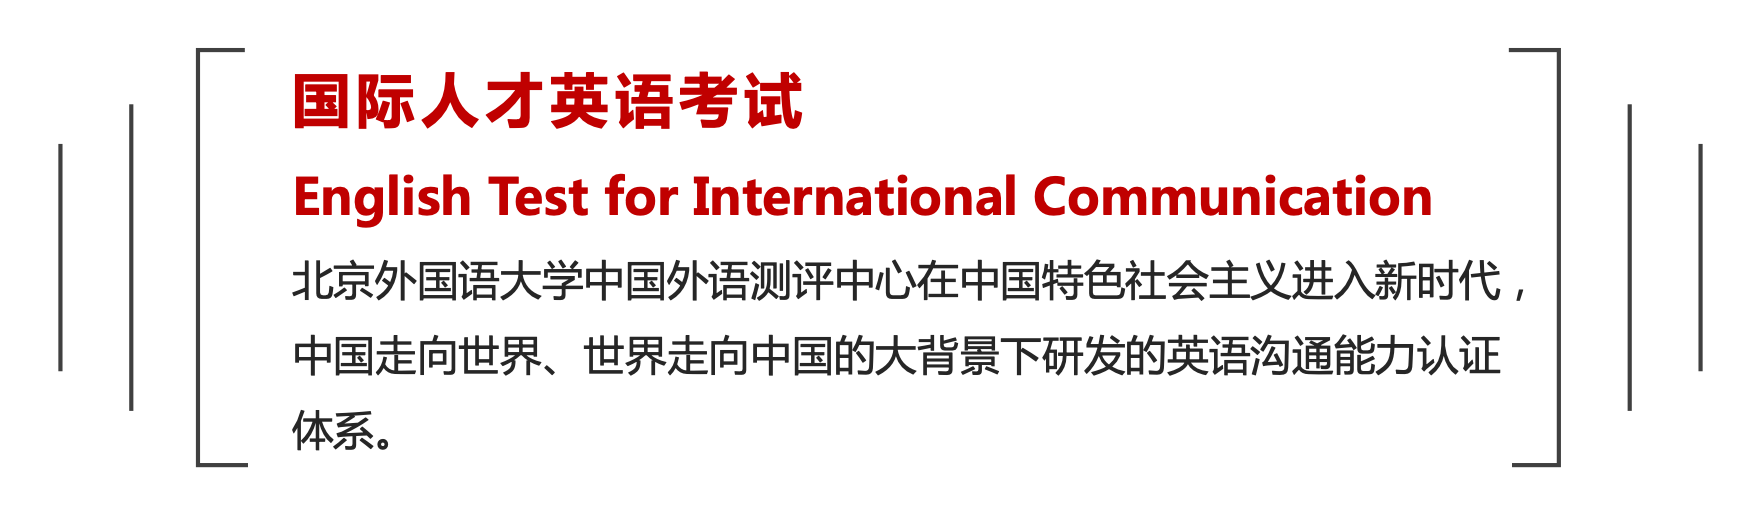 国际人才英语考试
English Test for International Communication
北京外国语大学中国外语测评中心在中国特色社会主义进入新时代，
中国走向世界、世界走向中国的大背景下研发的英语沟通能力认证
体系。